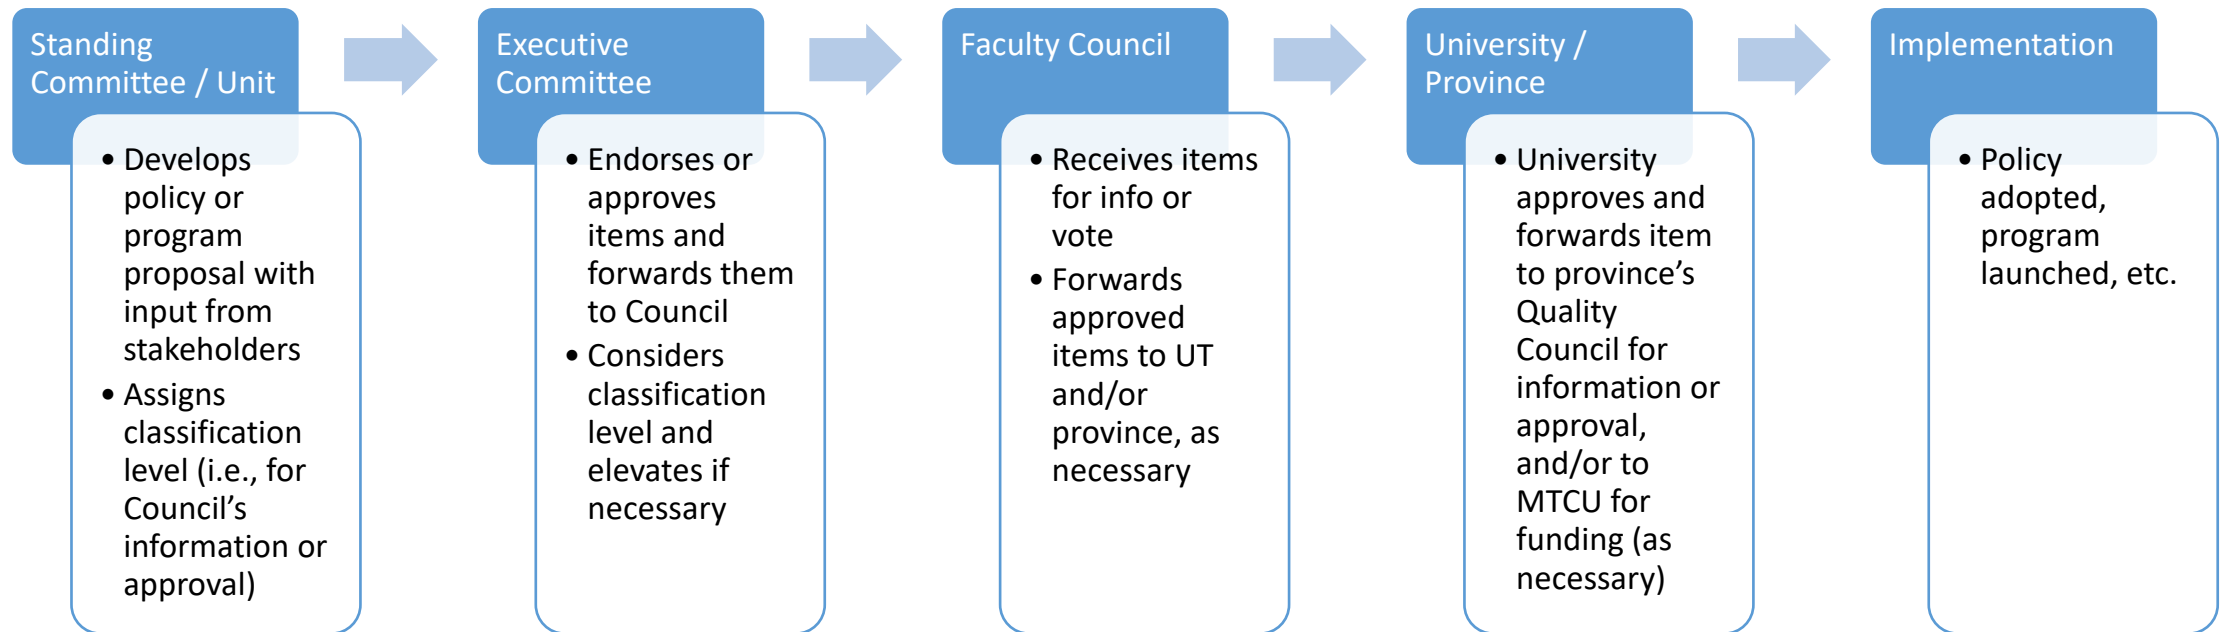 Standing
Committee / Unit
• Develops
policy or
program
proposal with
input from
stakeholders
• Assigns
classification
level (i.e., for
Council’s
information or
approval)
Executive
Committee
• Endorses or
approves
items and
forwards them
to Council
• Considers
classification
level and
elevates if
necessary
Faculty Council
• Receives items
for info or
vote
• Forwards
approved
items to UT
and/or
province, as
necessary
University /
Province
• University
approves and
forwards item
to province’s
Quality
Council for
information or
approval,
and/or to
MTCU for
funding (as
necessary)
Implementation
• Policy
adopted,
program
launched, etc.